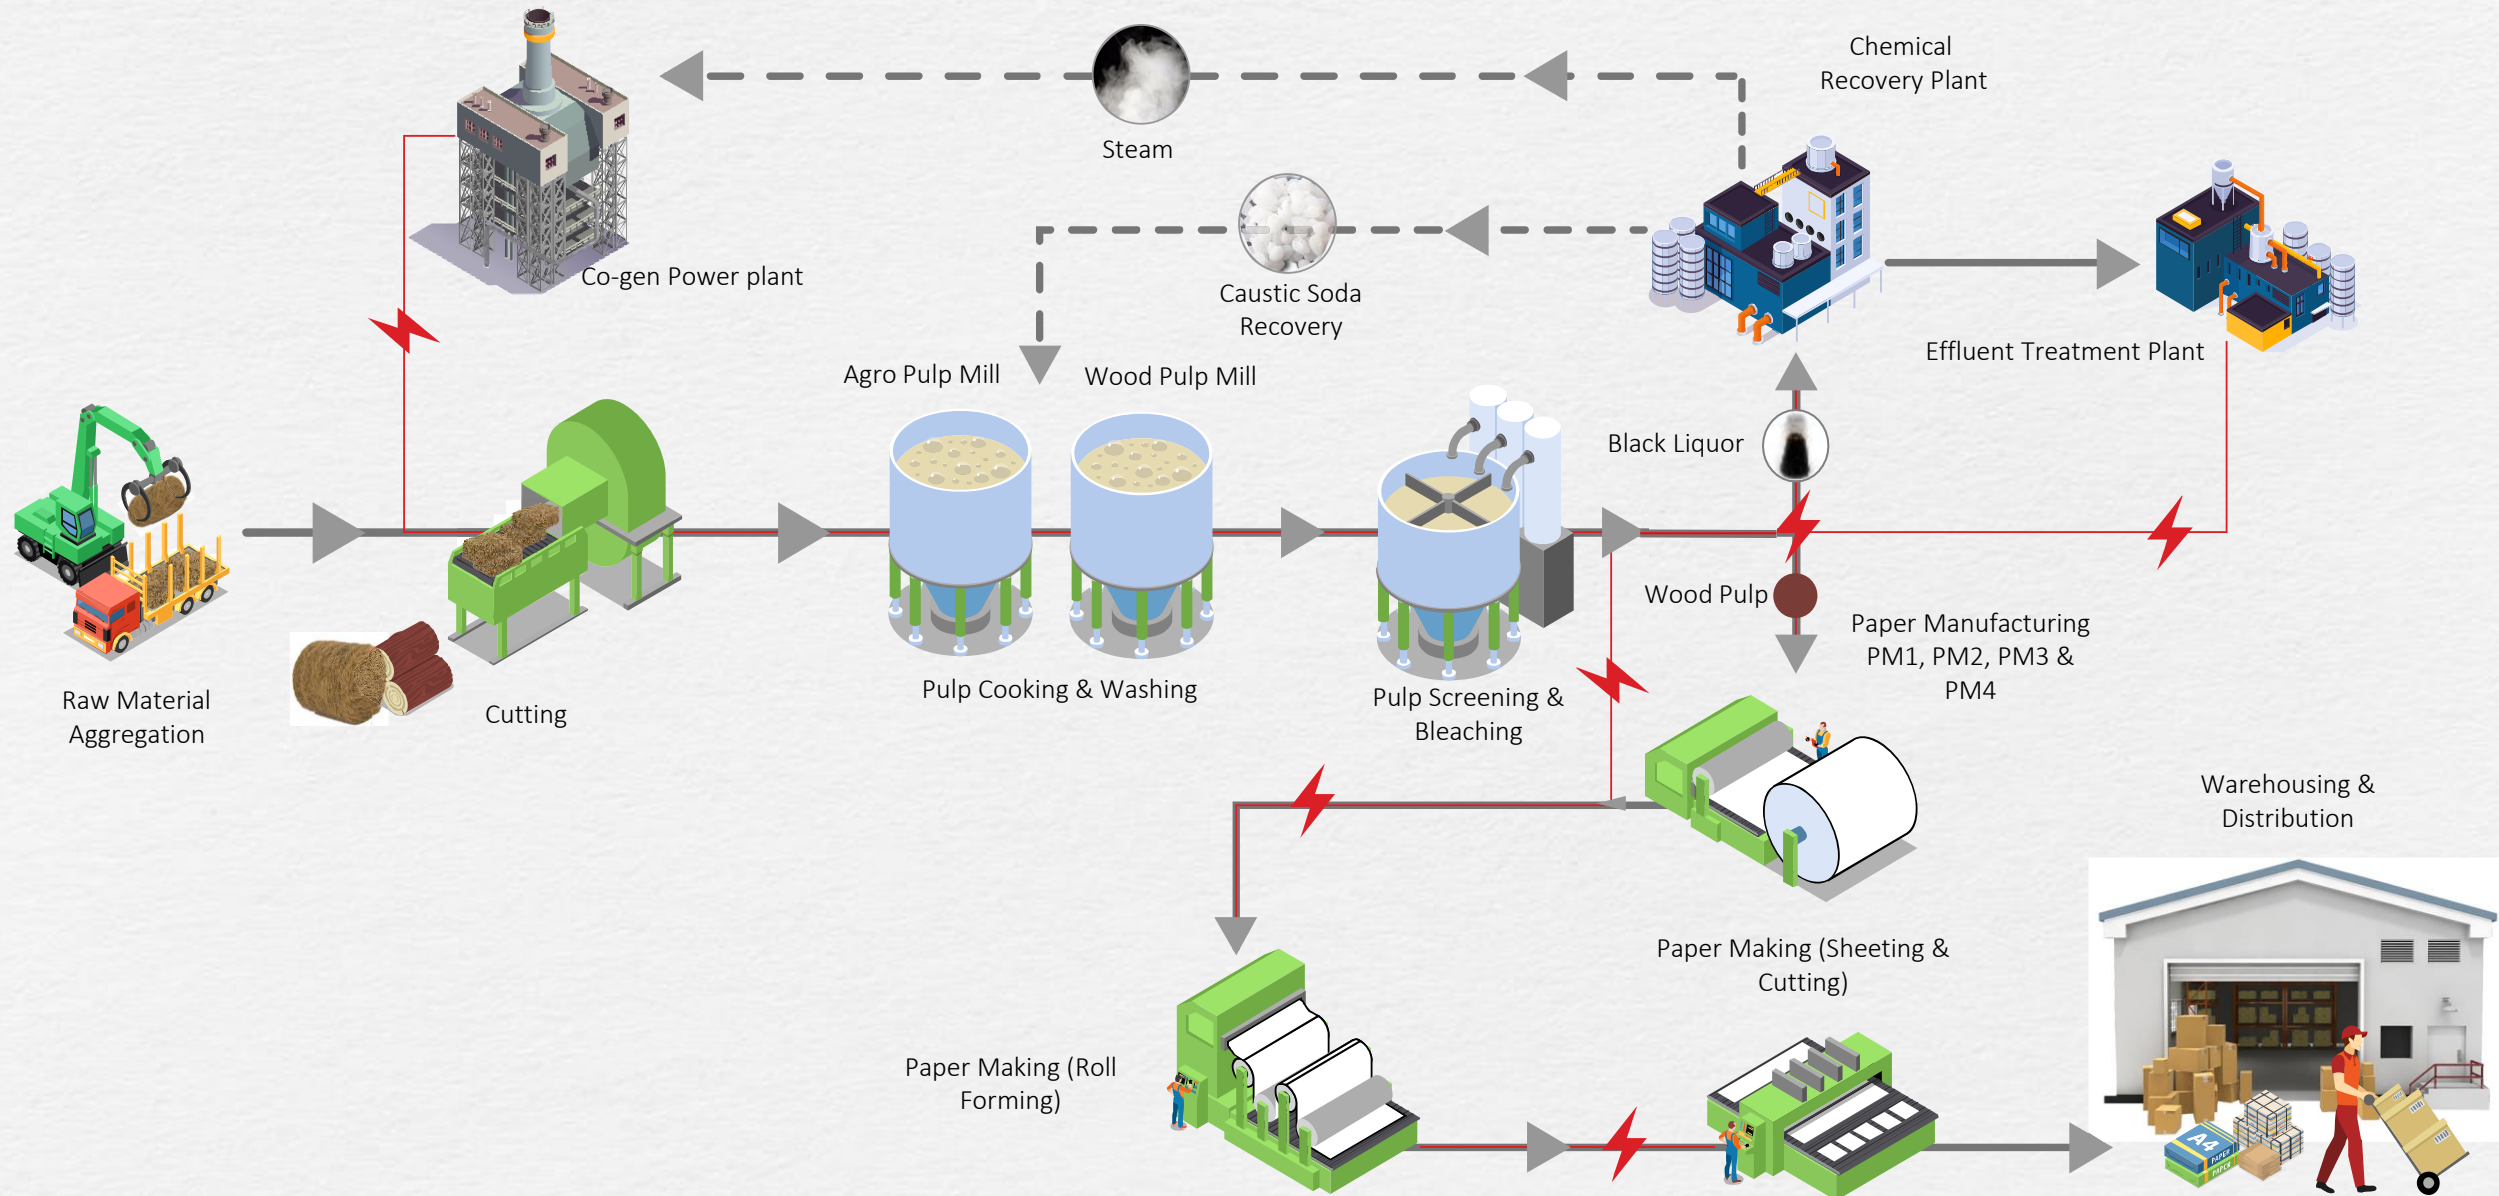 Chemical
Recovery Plant
Steam
Co-gen Power plant
Caustic Soda
Recovery
Effluent Treatment Plant
Agro Pulp Mill
Wood Pulp Mill
Black Liquor
Wood Pulp
Paper Manufacturing
PM1, PM2, PM3 &
PM4
Raw Material
Aggregation
Cutting
Pulp Cooking & Washing
Pulp Screening &
Bleaching
Warehousing &
Distribution
Paper Making (Sheeting &
Cutting)
Paper Making (Roll
Forming)
A4
PAPER
PAPER